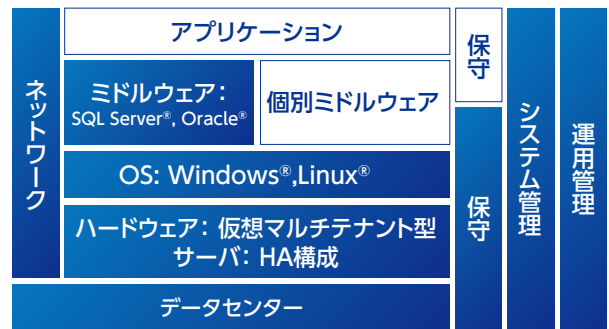 ネットワーク
アプリケーション
ミドルウェア：
SQL Server®, Oracle®
個別ミドルウェア
OS: Windows®,Linux®
ハードウェア： 仮想マルチテナント型
サーバ： HA構成
データセンター
保守
保守
システム管理
運用管理